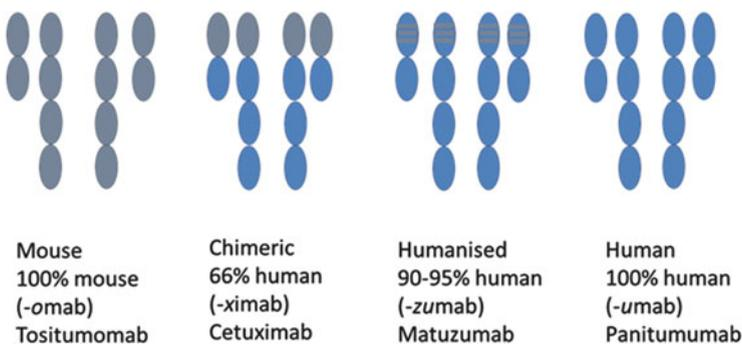 Mouse
100% mouse
(-omab)
Tositumomab
Chimeric
66% human
(-ximab)
Cetuximab
Humanised
90-95% human
(-zumab)
Matuzumab
Human
100% human
(-umab)
Panitumumab